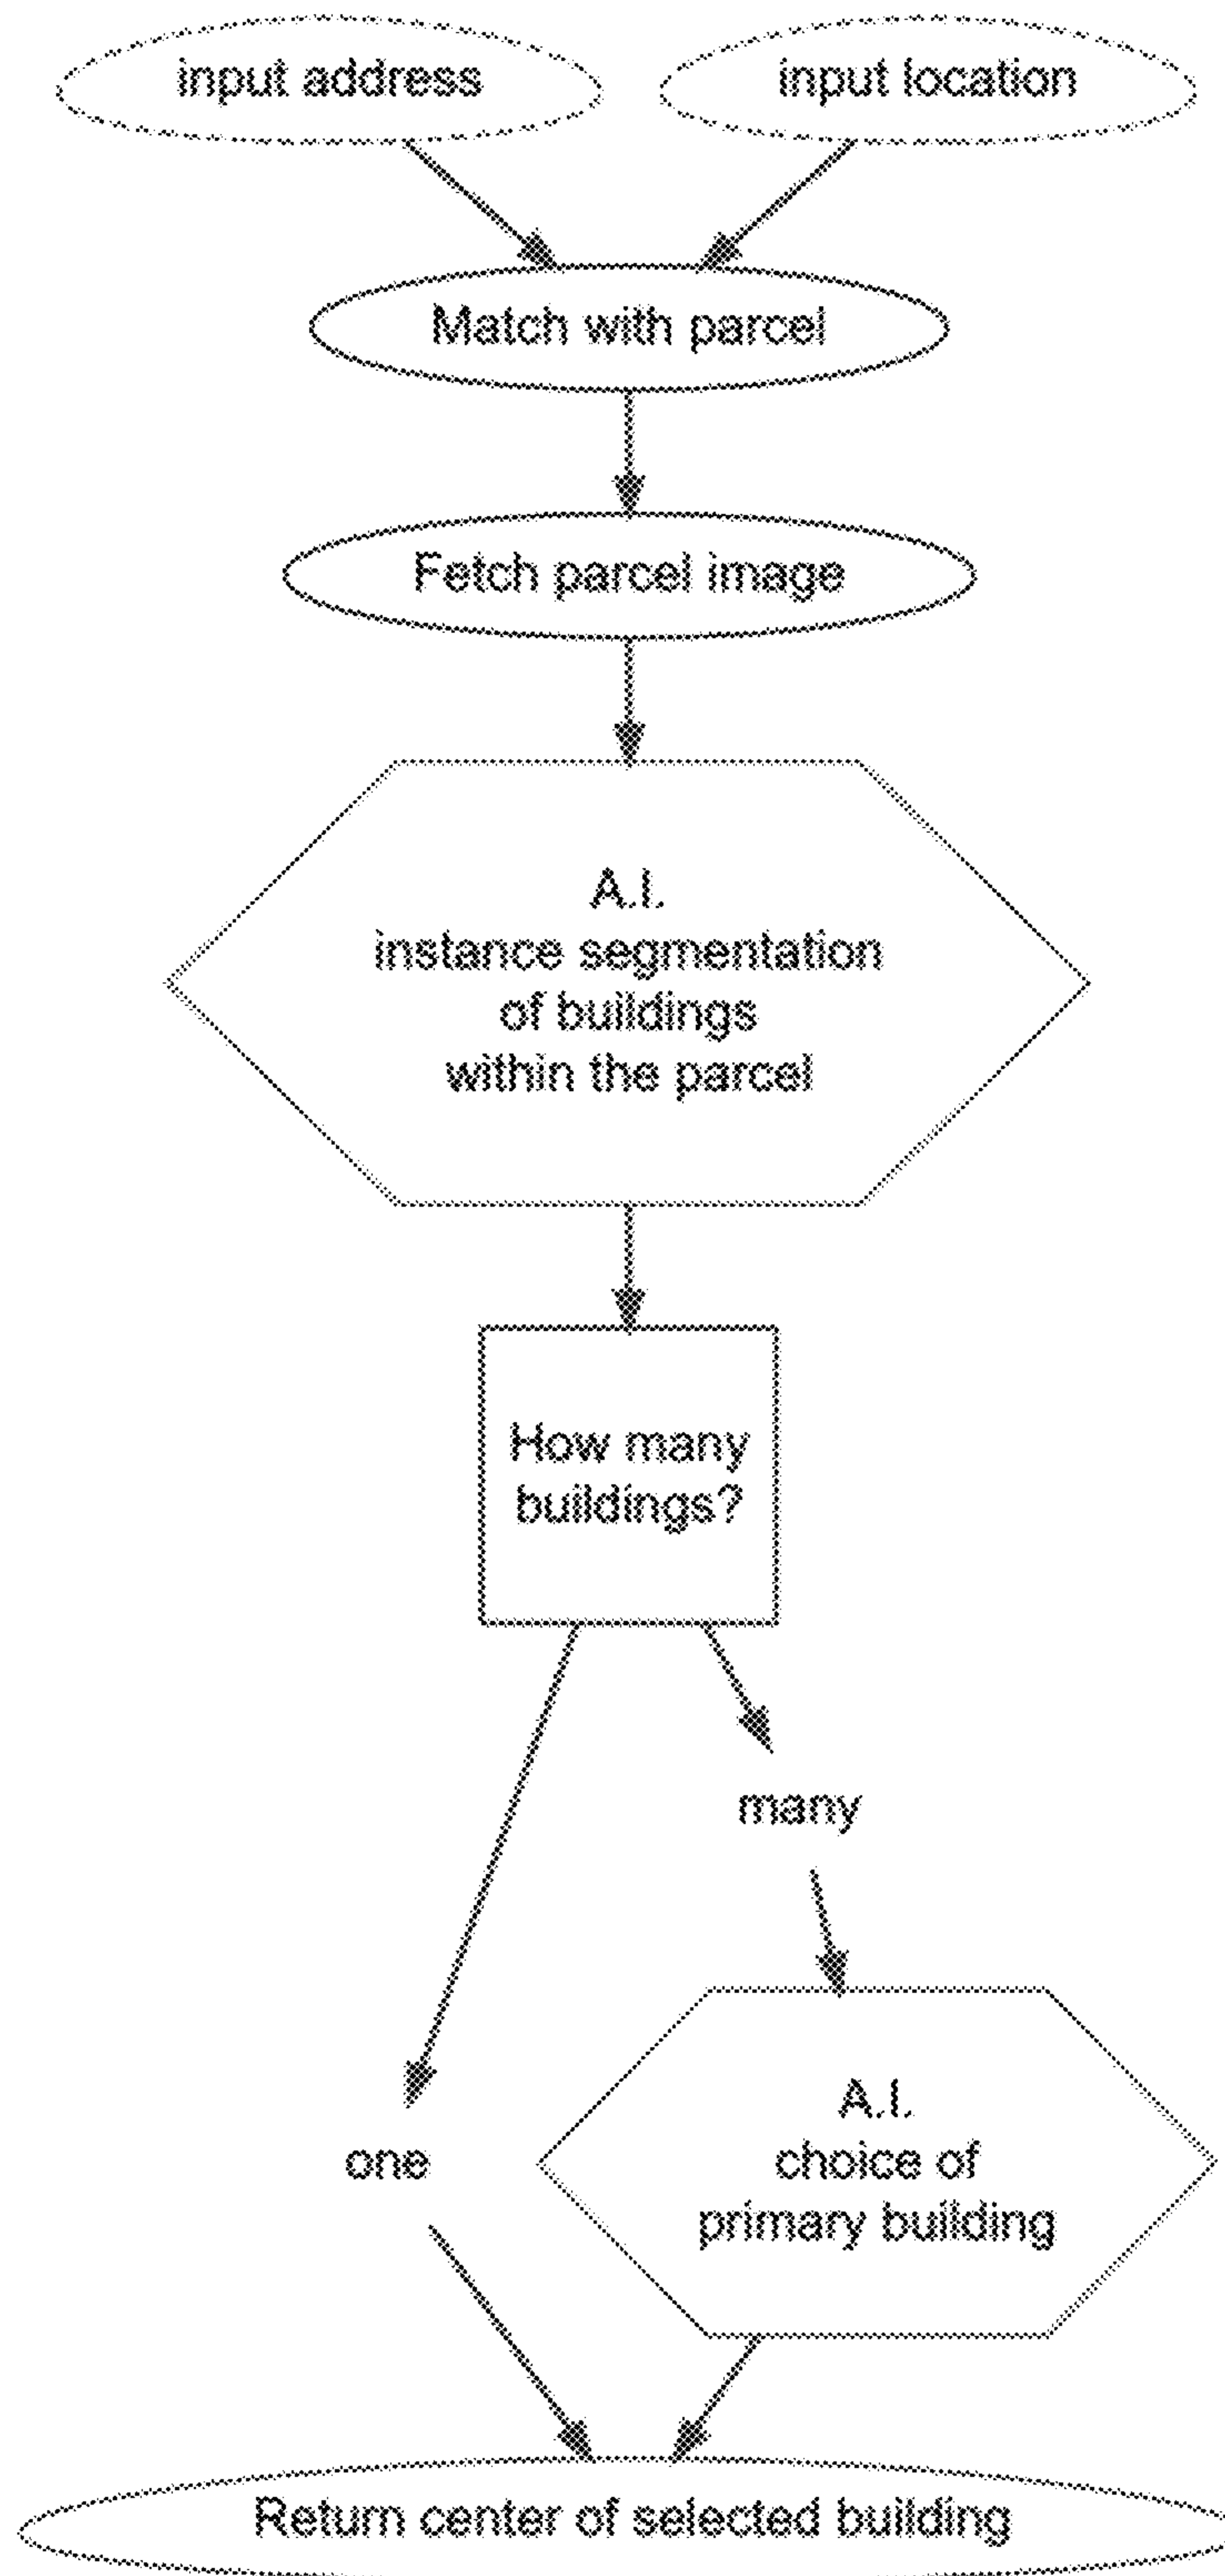 input address
input location
Match with parcel
Fetch parcel image
A.I.
instance segmentation
of buildings
within the parcel
How many
buildings?
many
one
A.I.
choice of
primary building
Return center of selected building